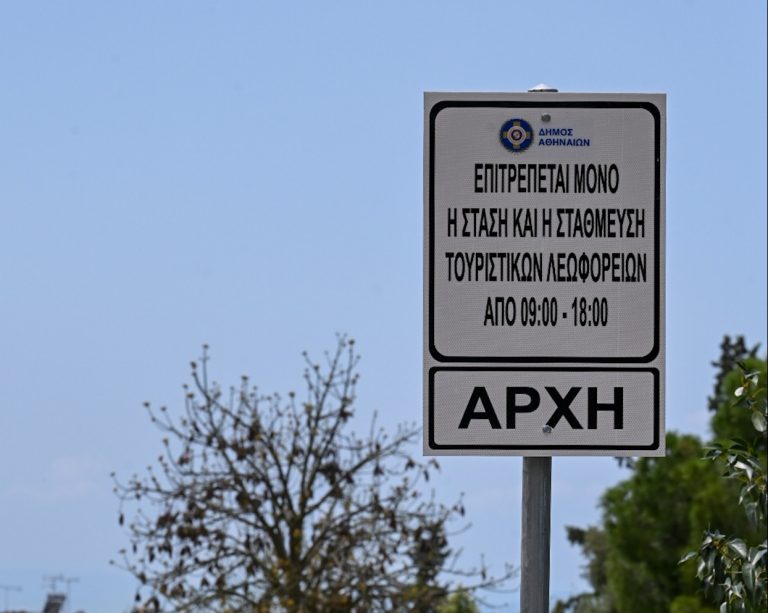 ΔΗΜΟΣ
ΑΘΗΝΑΙΩΝ
ΕΠΙΤΡΕΠΕΤΑΙ ΜΟΝΟ
Η ΣΤΑΣΗ ΚΑΙ Η ΣΤΑΘΜΕΥΣΗ
ΤΟΥΡΙΣΤΙΚΩΝ ΛΕΩΦΟΡΕΙΩΝ
ΑΠΟ 09:00 - 18:00
ΑΡΧΗ